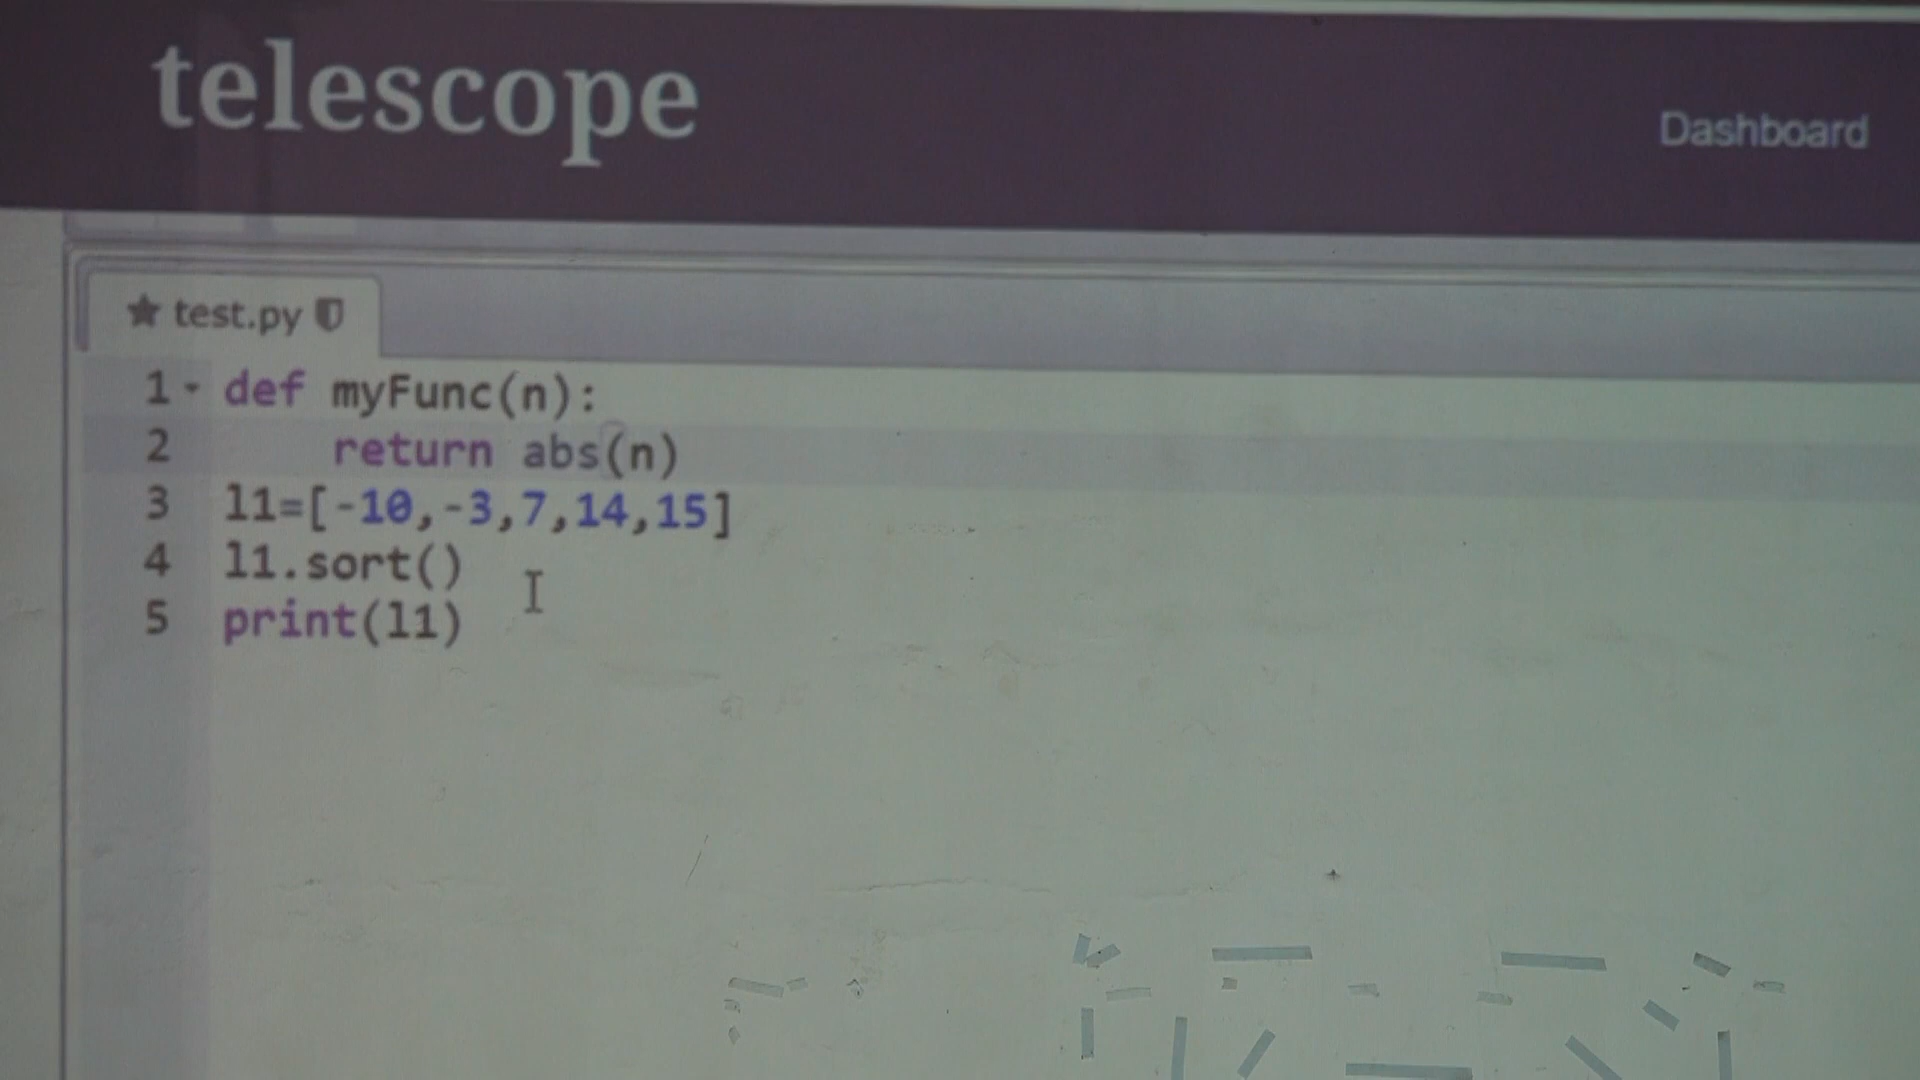 telescope
Dashboard
test.py
1 def myFunc(n):
2     return abs(n)
3 l1=[-10,-3,7,14,15]
4 l1.sort()
5 print(l1)